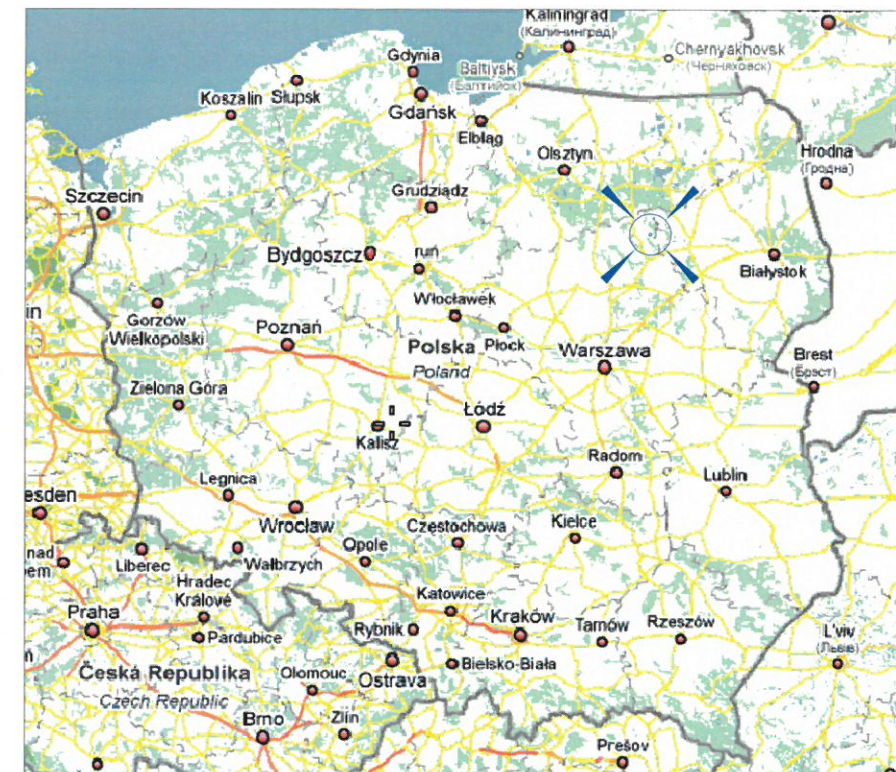 Kaliningrad
(Калининград)
Chernyakhovsk
(Черняховск)
Baltiysk
(Балтийск)
Gdynia
Gdańsk
Koszalin
Słupsk
Elbląg
Olsztyn
Hrodna
(Гродна)
Szczecin
Grudziądz
Bydgoszcz
ruń
Białystok
Włocławek
Gorzów
Wielkopolski
Poznań
Polska
Poland
Płock
Warszawa
Brest
(Брэст)
Zielona Góra
Kalisz
Łódź
Radom
Lublin
Legnica
Wrocław
Częstochowa
Kielce
esden
nad
bem
Liberec
Wałbrzych
Opole
Hradec
Králové
Katowice
Kraków
Praha
Pardubice
Rybnik
Tarnów
Rzeszów
L'viv
(Львів)
Česká Republika
Czech Republic
Olomouc
Ostrava
Bielsko-Biała
Brno
Zlín
Prešov